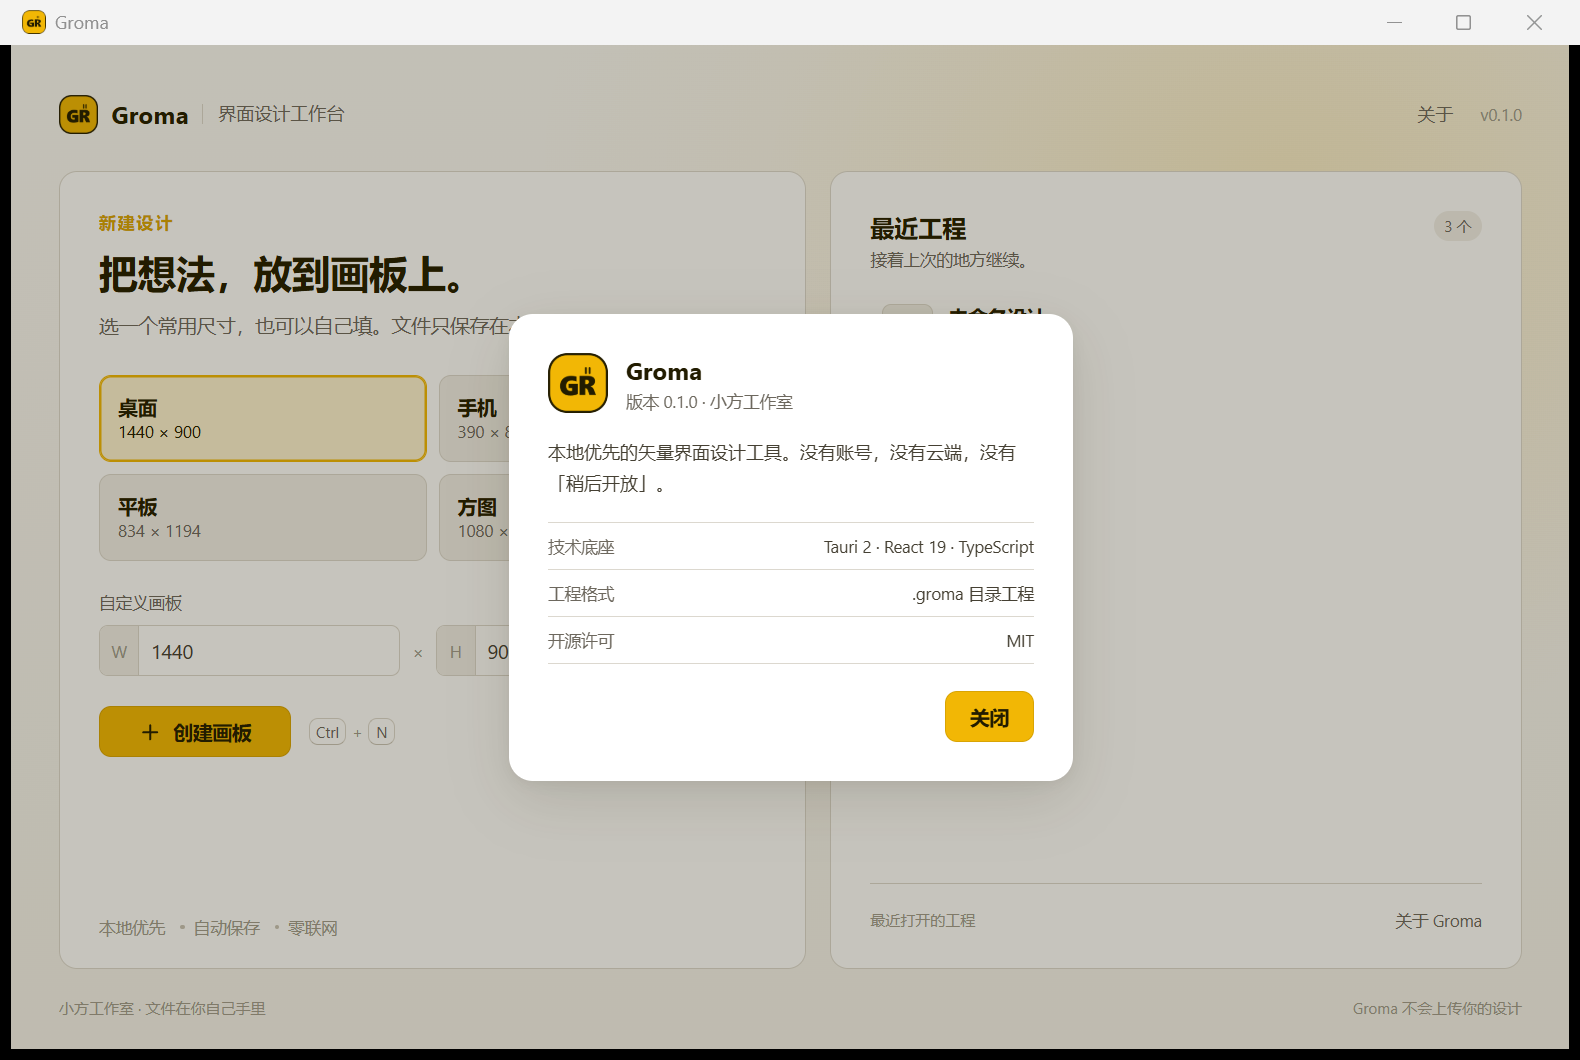 Groma
Groma
界面设计工作台
关于
v0.1.0
新建设计
把想法，放到画板上。
选一个常用尺寸，也可以自己填。文件只保存在
桌面
1440 × 900
手机
390 ×
平板
834 × 1194
方图
1080 ×
自定义画板
W
1440
×
H
90
创建画板
Ctrl
+
N
本地优先
• 自动保存
• 零联网
最近工程
3 个
接着上次的地方继续。
未命名设计
最近打开的工程
关于 Groma
GR
Groma
版本 0.1.0 · 小方工作室
本地优先的矢量界面设计工具。没有账号，没有云端，没有
「稍后开放」。
技术底座
Tauri 2 · React 19 · TypeScript
工程格式
.groma 目录工程
开源许可
MIT
关闭
小方工作室 · 文件在你自己手里
Groma 不会上传你的设计